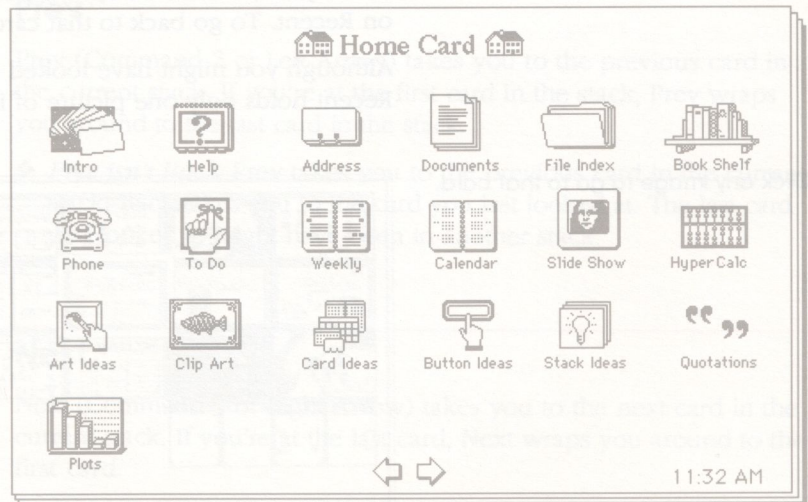 Home Card
Intro Help Address Documents File Index Book Shelf
Phone To Do Weekly Calendar Slide Show HyperCalc
Art Ideas Clip Art Card Ideas Button Ideas Stack Ideas Quotations
Plots
11:32 AM